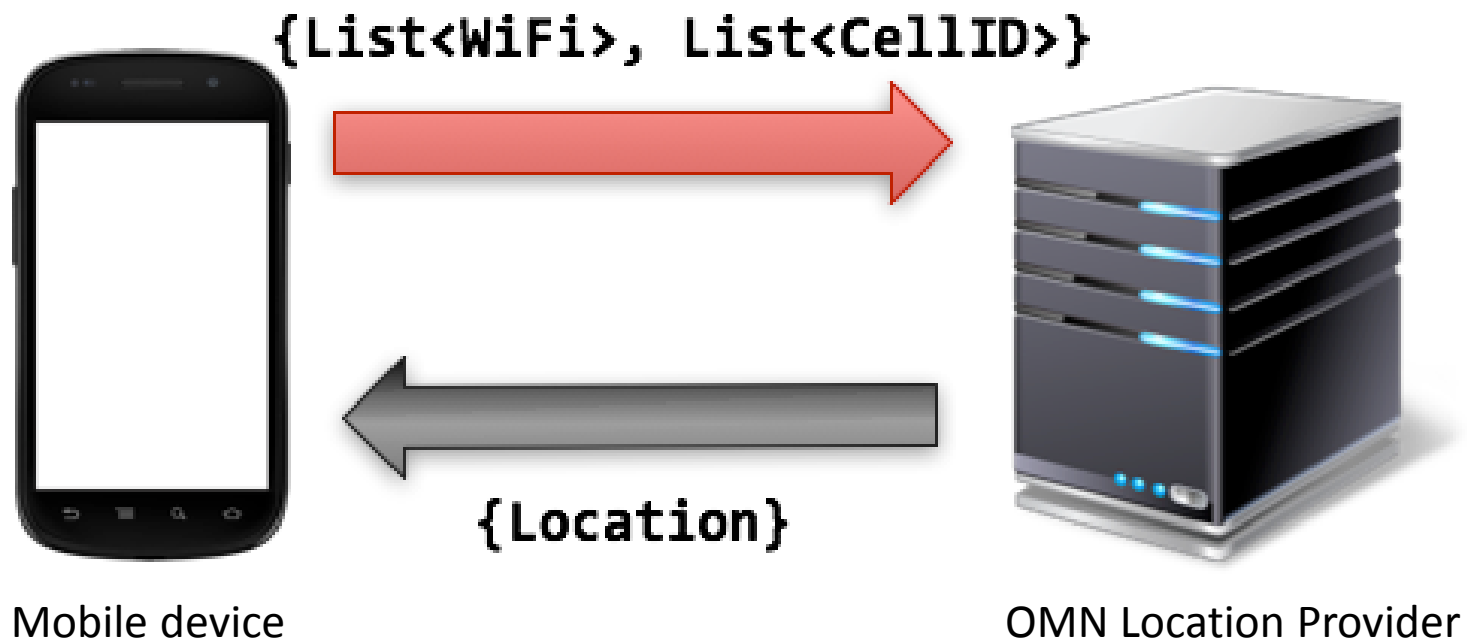 {List<WiFi>, List<CellID>}
{Location}
Mobile device
OMN Location Provider